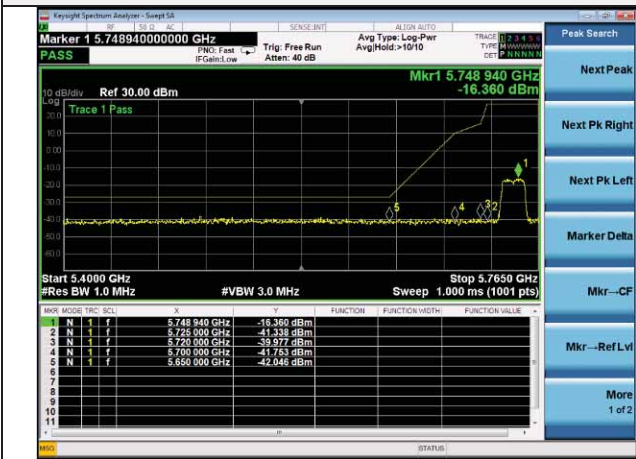 Keysight Spectrum Analyzer - Swept SA
RF 50 Ω AC SENSE:INT ALIGN AUTO
Marker 1 5.748940000000 GHz
PNO: Fast
IFGain:Low
Trig: Free Run
Atten: 40 dB
Avg Type: Log-Pwr
Avg|Hold:>10/10
TRACE 1 2 3 4 5 6
TYPE MWWWWW
DET P NNNNN
PASS
Peak Search
Mkr1 5.748 940 GHz
-16.360 dBm
10 dB/div Ref 30.00 dBm
Log
Trace 1 Pass
20.0
10.0
0.00
-10.0
-20.0
-30.0
-40.0
-50.0
-60.0
1
5
4
3
2
Start 5.4000 GHz
Stop 5.7650 GHz
#Res BW 1.0 MHz
#VBW 3.0 MHz
Sweep 1.000 ms (1001 pts)
MKR MODE TRC SCL X Y FUNCTION FUNCTION WIDTH FUNCTION VALUE
1 N 1 f 5.748 940 GHz -16.360 dBm
2 N 1 f 5.725 000 GHz -41.338 dBm
3 N 1 f 5.720 000 GHz -39.977 dBm
4 N 1 f 5.700 000 GHz -41.753 dBm
5 N 1 f 5.650 000 GHz -42.046 dBm
6
7
8
9
10
11
Next Peak
Next Pk Right
Next Pk Left
Marker Delta
Mkr→CF
Mkr→Ref Lvl
More
1 of 2
MSG
STATUS